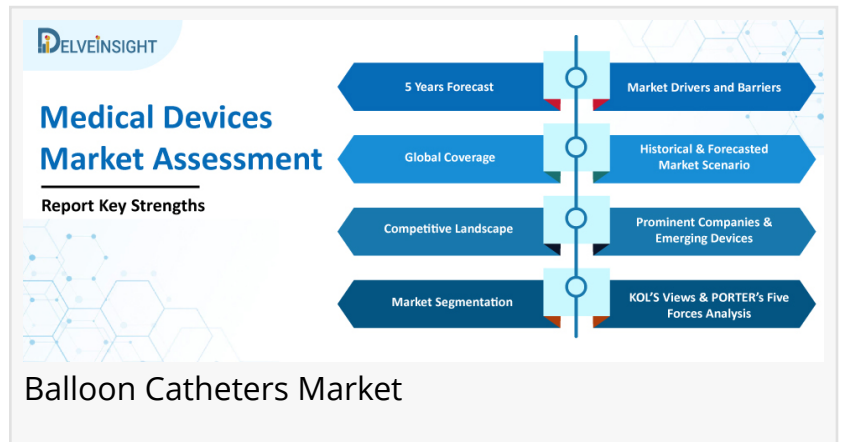 DELVEINSIGHT
Medical Devices
Market Assessment
Report Key Strengths
5 Years Forecast
Market Drivers and Barriers
Global Coverage
Historical & Forecasted
Market Scenario
Competitive Landscape
Prominent Companies &
Emerging Devices
Market Segmentation
KOL'S Views & PORTER's Five
Forces Analysis
Balloon Catheters Market